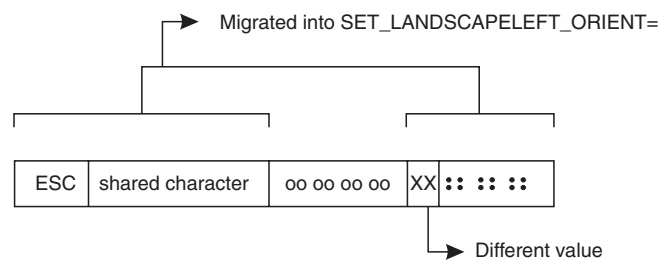 Migrated into SET_LANDSCAPELEFT_ORIENT=
ESC shared character oo oo oo oo XX :: :: ::
Different value